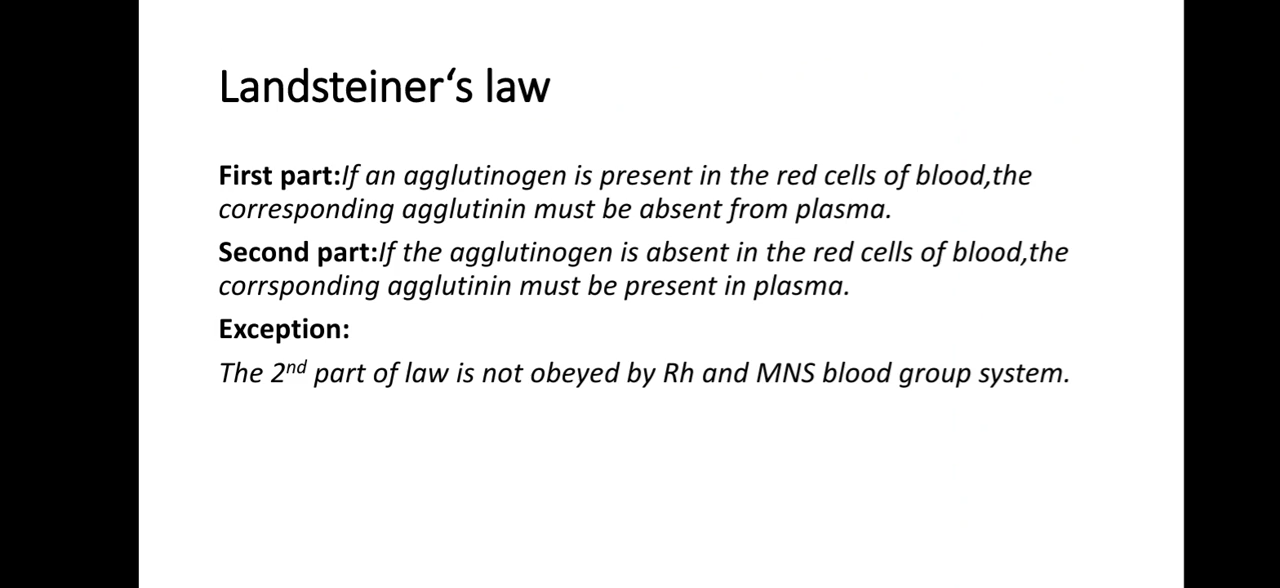 Landsteiner‘s law
First part:If an agglutinogen is present in the red cells of blood,the
corresponding agglutinin must be absent from plasma.
Second part:If the agglutinogen is absent in the red cells of blood,the
corrsponding agglutinin must be present in plasma.
Exception:
The 2nd part of law is not obeyed by Rh and MNS blood group system.